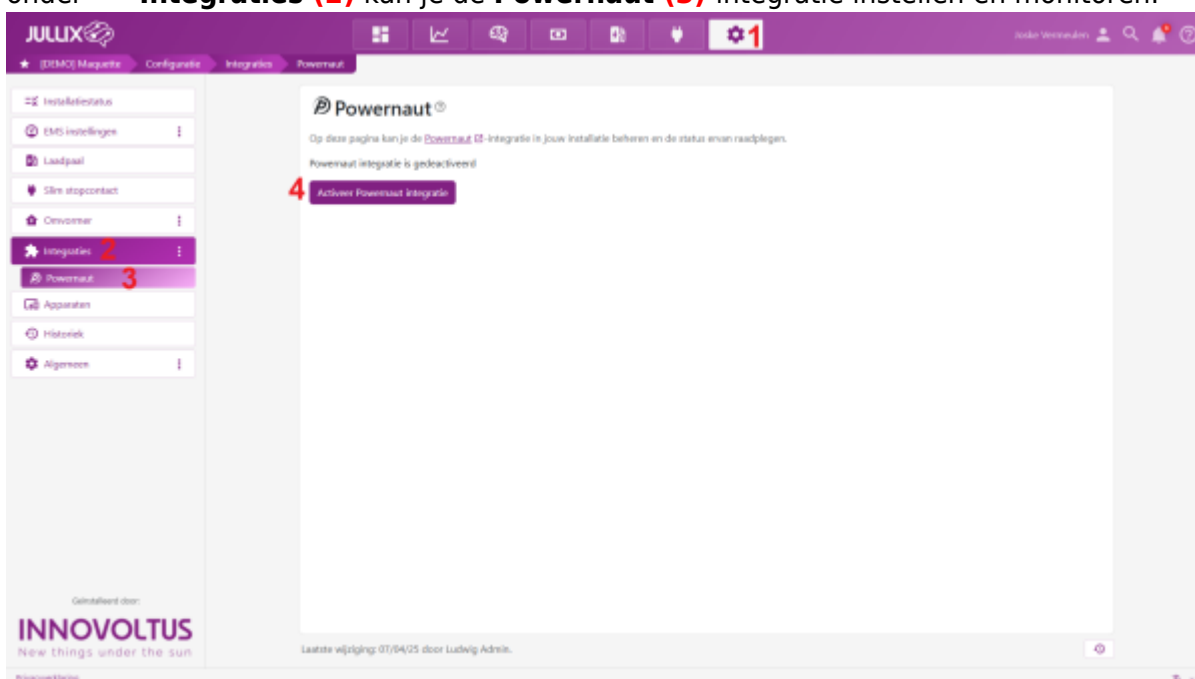 onder Integraties (2) kan je de Powernaut (3) integratie instellen en monitoren.
JULLIX
1
Joske Vermeulen
[DEMO] Maquette Configuratie Integraties Powernaut
Installatiestatus
EMS instellingen
Laadpaal
Slim stopcontact
Omvormer
Integraties 2
Powernaut 3
Apparaten
Historiek
Algemeen
Powernaut
Op deze pagina kan je de Powernaut-integratie in jouw installatie beheren en de status ervan raadplegen.
Powernaut integratie is gedeactiveerd
4 Activeer Powernaut integratie
Geïnstalleerd door:
INNOVOLTUS
New things under the sun
Laatste wijziging: 07/04/25 door Ludwig Admin.
Privacyverklaring